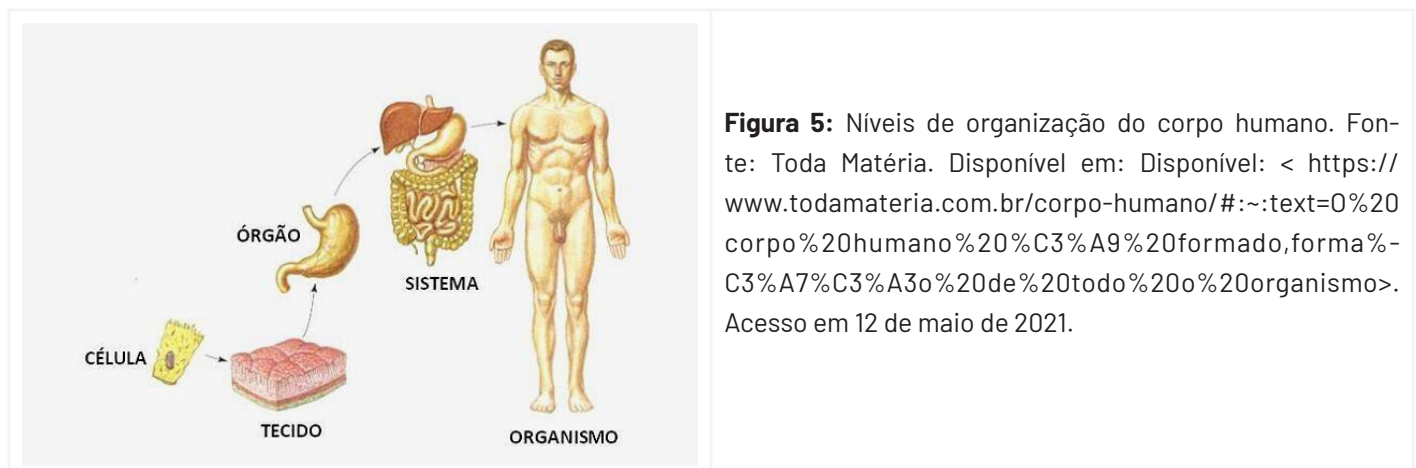 ÓRGÃO
SISTEMA
CÉLULA
TECIDO
ORGANISMO
Figura 5: Níveis de organização do corpo humano. Fon-
te: Toda Matéria. Disponível em: Disponível: < https://
www.todamateria.com.br/corpo-humano/#:~:text=O%20
corpo%20humano%20%C3%A9%20formado,forma%-
C3%A7%C3%A3o%20de%20todo%20o%20organismo>.
Acesso em 12 de maio de 2021.